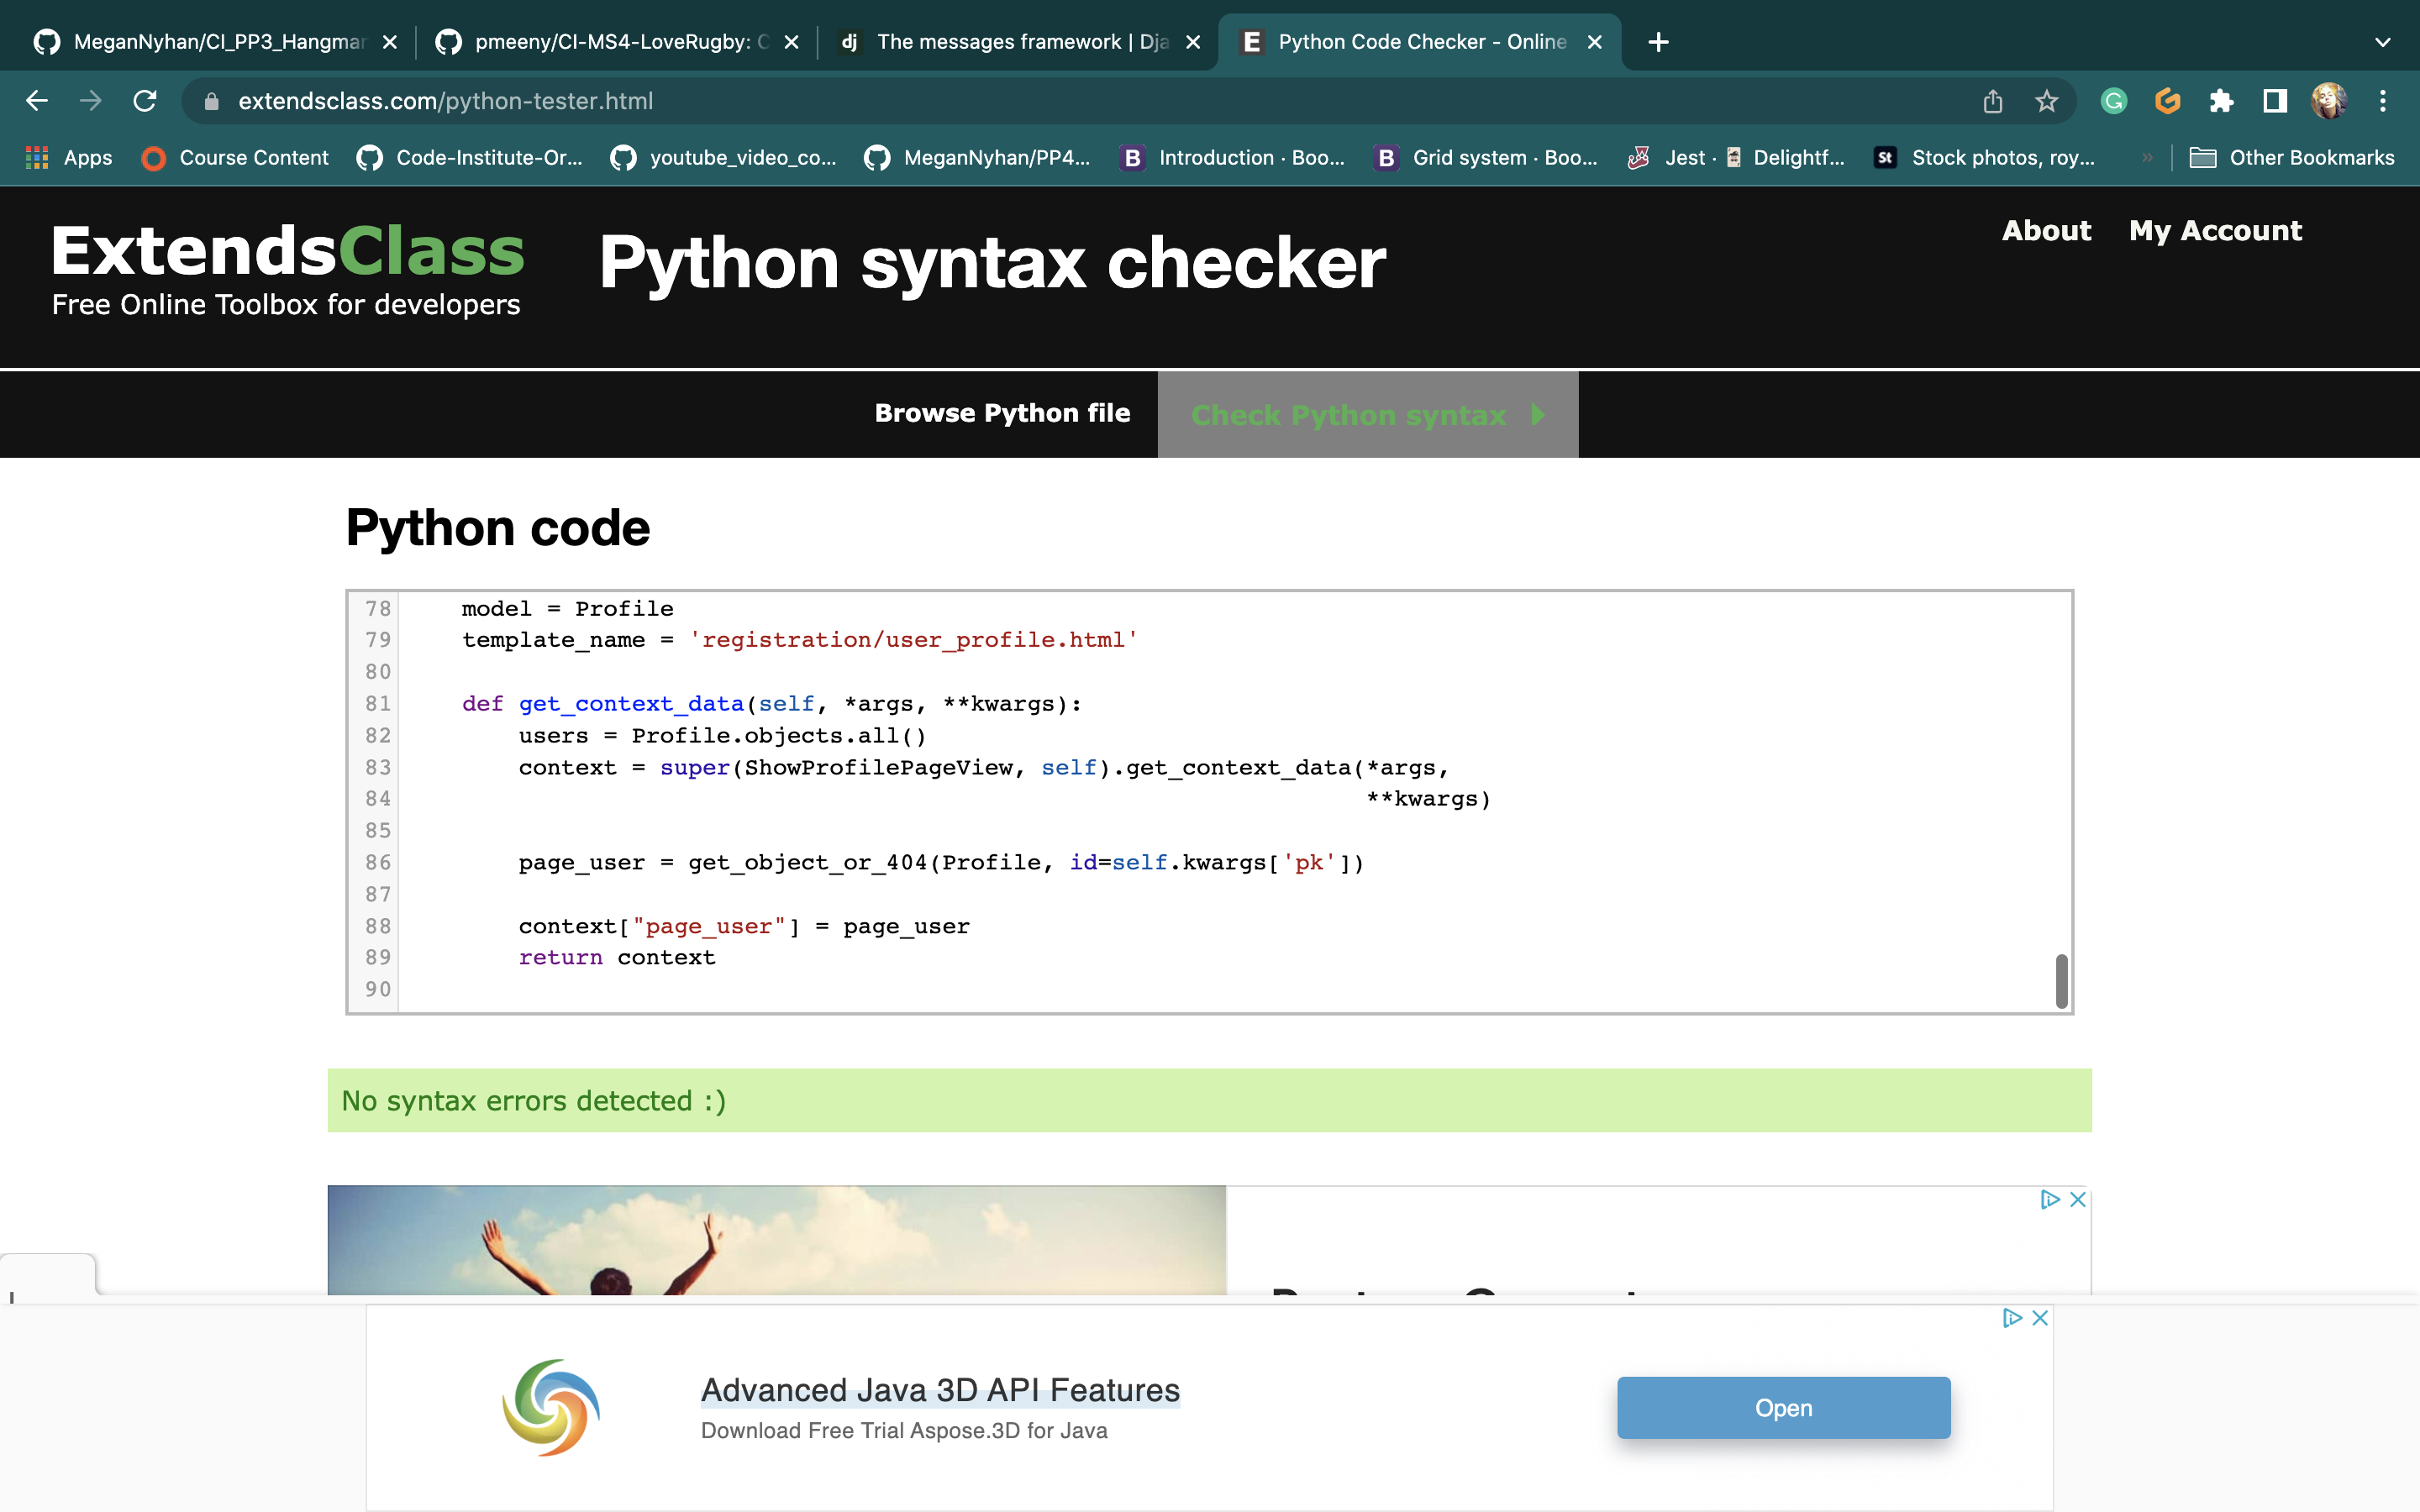 MeganNyhan/CI_PP3_Hangmar
pmeeny/CI-MS4-LoveRugby: C
dj The messages framework | Dja
E Python Code Checker - Online
extendsclass.com/python-tester.html
Apps
Course Content
Code-Institute-Or...
youtube_video_co...
MeganNyhan/PP4...
B Introduction · Boo...
B Grid system · Boo...
Jest · Delightf...
St Stock photos, roy...
»
Other Bookmarks
ExtendsClass
Free Online Toolbox for developers
Python syntax checker
About
My Account
Browse Python file
Check Python syntax
Python code
78 model = Profile
79 template_name = 'registration/user_profile.html'
80
81 def get_context_data(self, *args, **kwargs):
82 users = Profile.objects.all()
83 context = super(ShowProfilePageView, self).get_context_data(*args,
84 **kwargs)
85
86 page_user = get_object_or_404(Profile, id=self.kwargs['pk'])
87
88 context["page_user"] = page_user
89 return context
90
No syntax errors detected :)
Advanced Java 3D API Features
Download Free Trial Aspose.3D for Java
Open